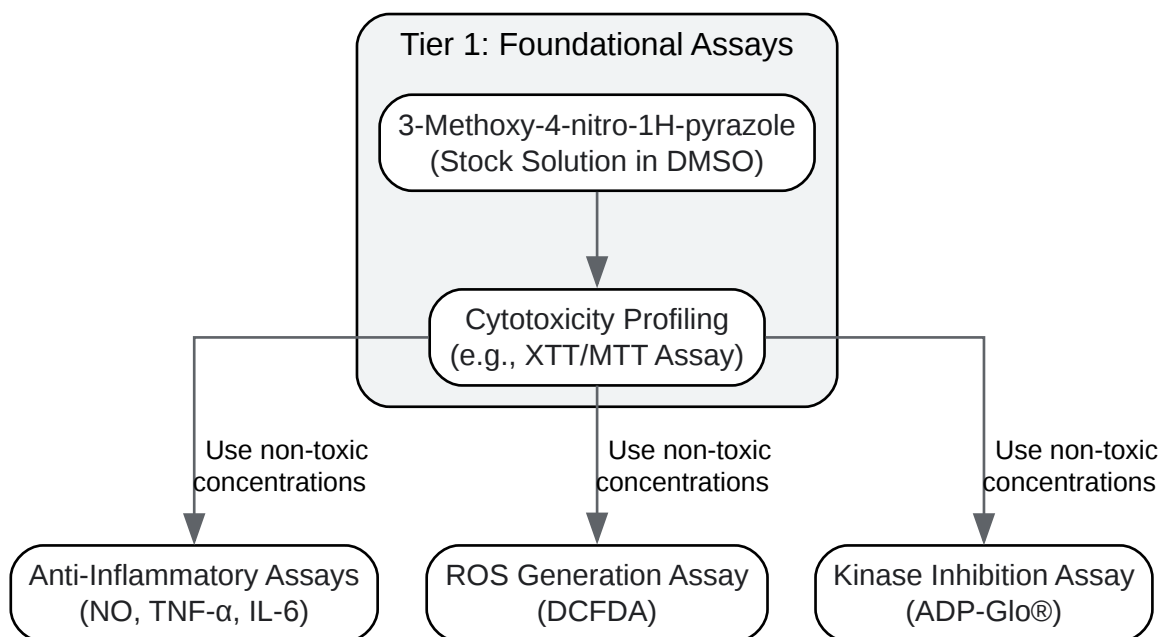 Tier 1: Foundational Assays
3-Methoxy-4-nitro-1H-pyrazole
(Stock Solution in DMSO)
Cytotoxicity Profiling
(e.g., XTT/MTT Assay)
Use non-toxic
concentrations
Use non-toxic
concentrations
Use non-toxic
concentrations
Anti-Inflammatory Assays
(NO, TNF-α, IL-6)
ROS Generation Assay
(DCFDA)
Kinase Inhibition Assay
(ADP-Glo®)